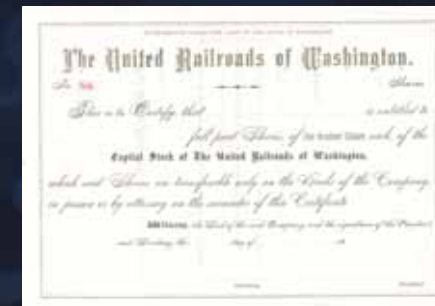 The United Railroads of Washington.
No
Shares
This is to Certify that is entitled to
full paid Shares, of each of the
Capital Stock of The United Railroads of Washington,
which said Shares are transferable only on the Books of the Company
in person or by attorney on the surrender of this Certificate
Witness the Seal of the said Company and the signatures of the President
and Secretary this day of